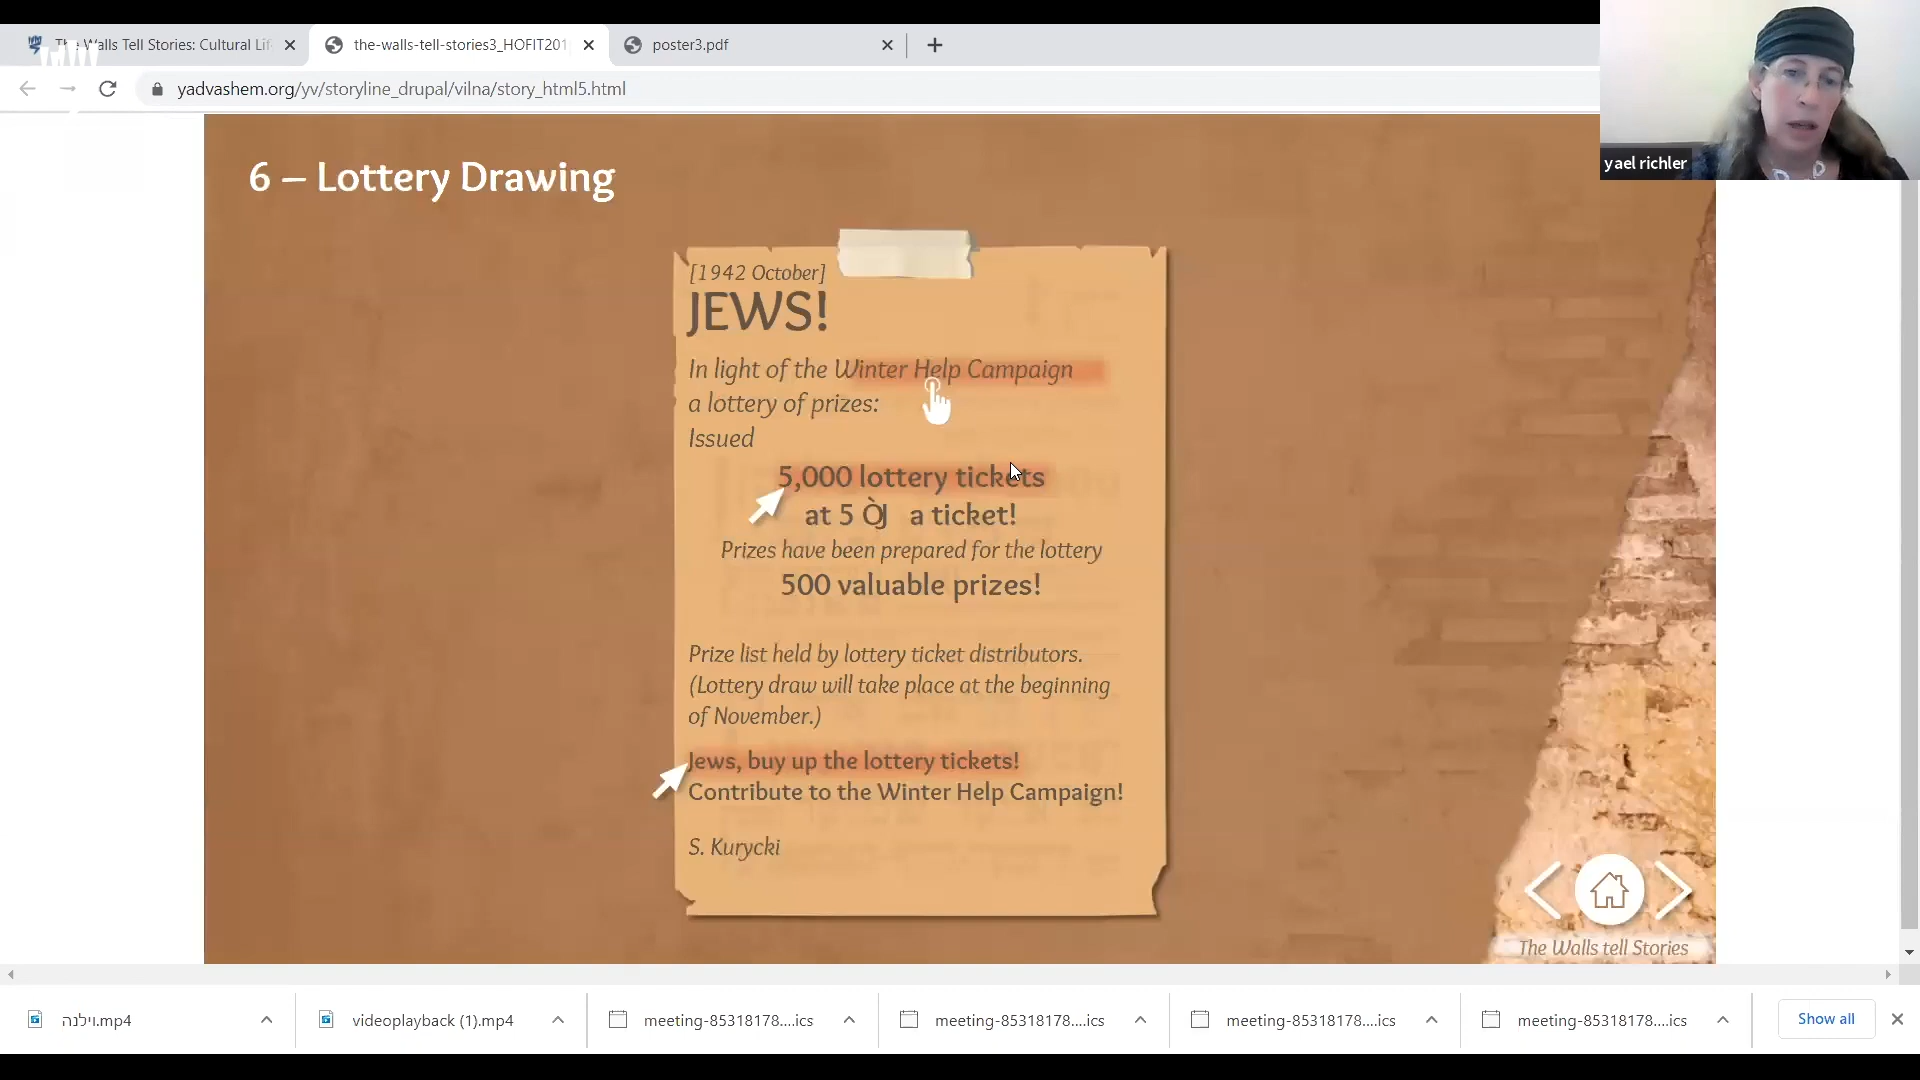 The Walls Tell Stories: Cultural Lif
the-walls-tell-stories3_HOFIT201
poster3.pdf
yadvashem.org/yv/storyline_drupal/vilna/story_html5.html
yael richler
6 – Lottery Drawing
[1942 October]
JEWS!
In light of the Winter Help Campaign
a lottery of prizes:
Issued
5,000 lottery tickets
at 5 ÒJ a ticket!
Prizes have been prepared for the lottery
500 valuable prizes!
Prize list held by lottery ticket distributors.
(Lottery draw will take place at the beginning
of November.)
Jews, buy up the lottery tickets!
Contribute to the Winter Help Campaign!
S. Kurycki
The Walls tell Stories
וילנה.mp4
videoplayback (1).mp4
meeting-85318178....ics
meeting-85318178....ics
meeting-85318178....ics
meeting-85318178....ics
Show all